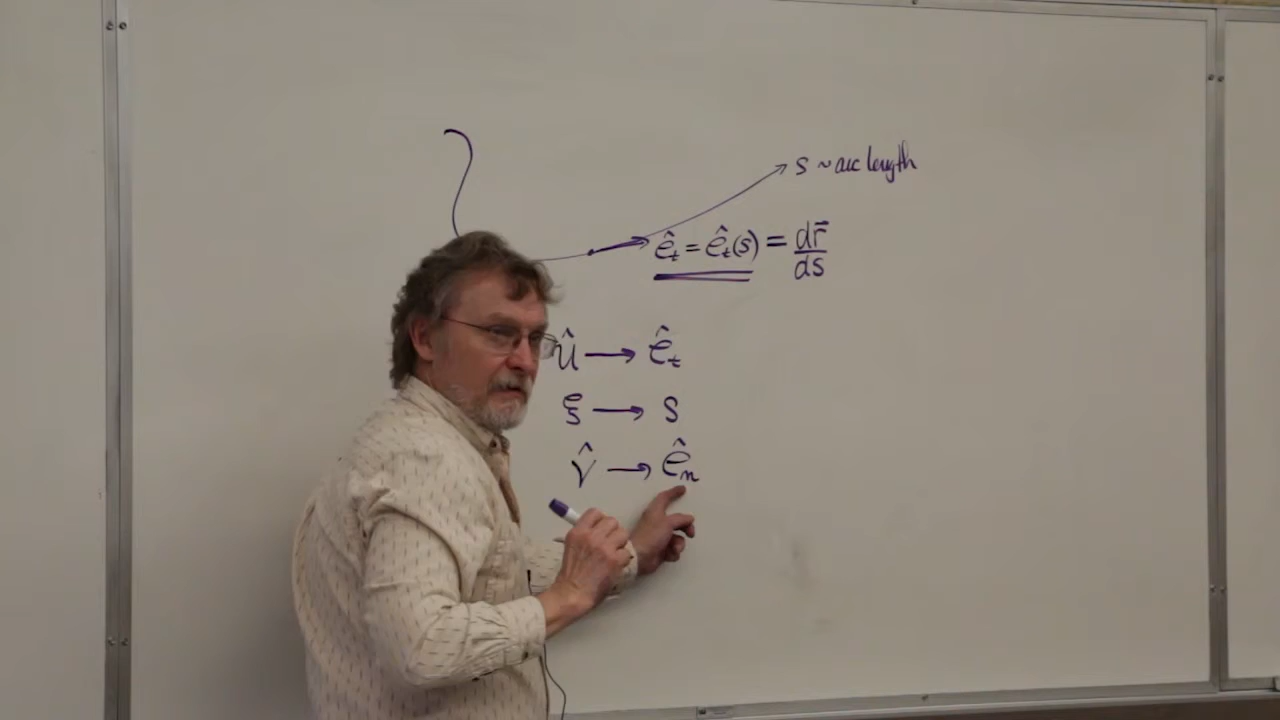 s ~ arc length
ê_t = ê_t(s) = dr̄/ds
û → ê_t
ξ → s
ν̂ → ê_n